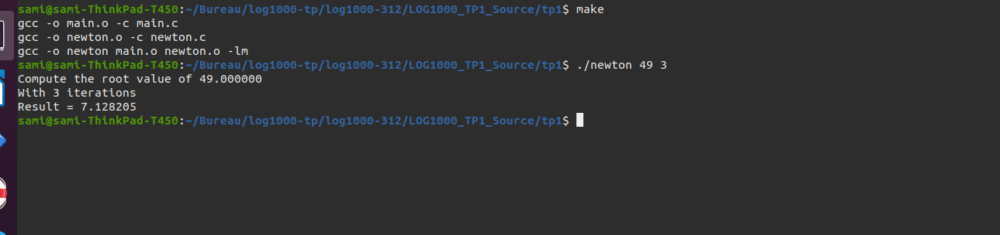 sami@sami-ThinkPad-T450:~/Bureau/log1000-tp/log1000-312/LOG1000_TP1_Source/tp1$ make
gcc -o main.o -c main.c
gcc -o newton.o -c newton.c
gcc -o newton main.o newton.o -lm
sami@sami-ThinkPad-T450:~/Bureau/log1000-tp/log1000-312/LOG1000_TP1_Source/tp1$ ./newton 49 3
Compute the root value of 49.000000
With 3 iterations
Result = 7.128205
sami@sami-ThinkPad-T450:~/Bureau/log1000-tp/log1000-312/LOG1000_TP1_Source/tp1$